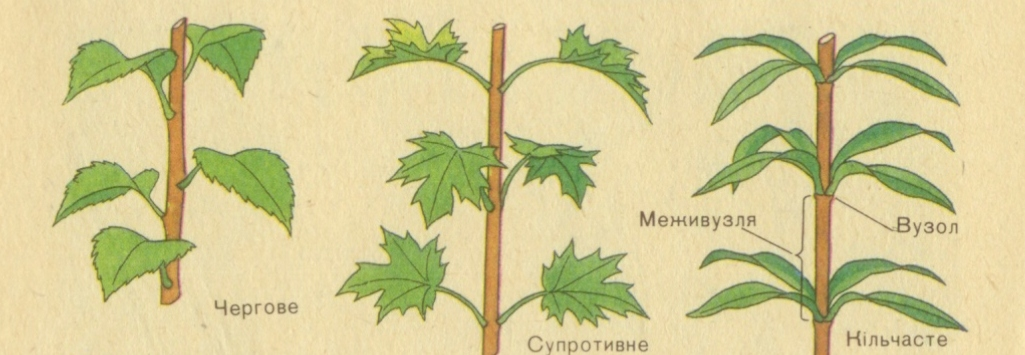 Чергове
Супротивне
Меживузля
Вузол
Кільчасте